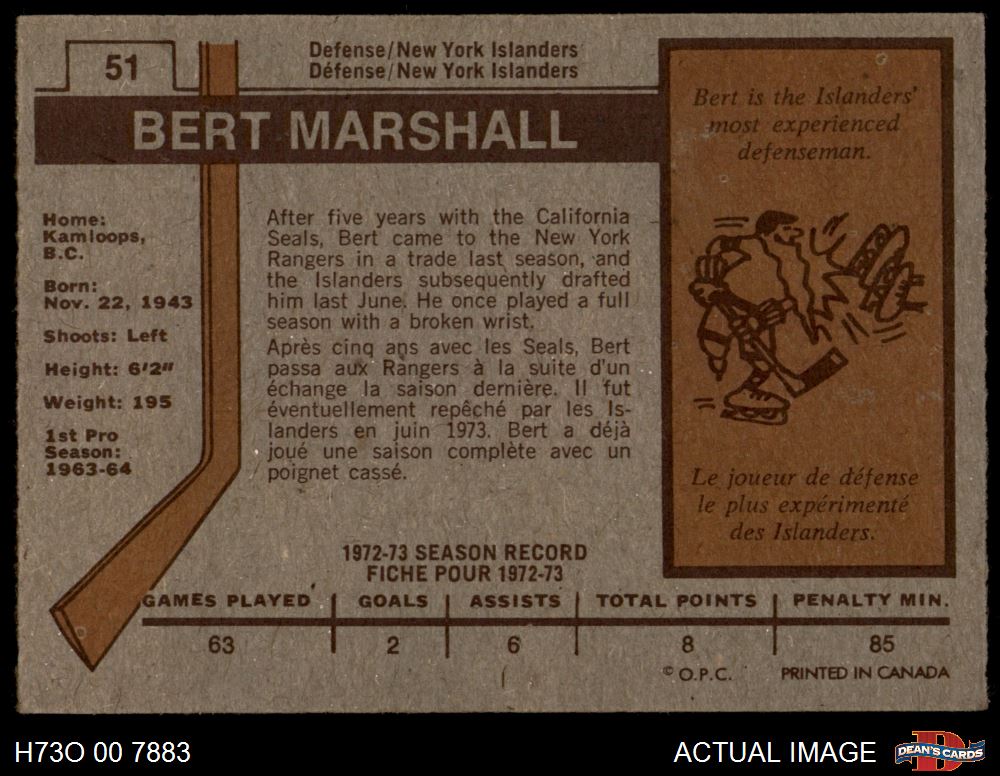 51
Defense/New York Islanders
Défense/New York Islanders
BERT MARSHALL
Home:
Kamloops,
B.C.
Born:
Nov. 22, 1943
Shoots: Left
Height: 6'2"
Weight: 195
1st Pro
Season:
1963-64
After five years with the California
Seals, Bert came to the New York
Rangers in a trade last season, and
the Islanders subsequently drafted
him last June. He once played a full
season with a broken wrist.
Après cinq ans avec les Seals, Bert
passa aux Rangers à la suite d'un
échange la saison dernière. Il fut
éventuellement repêché par les Is-
landers en juin 1973. Bert a déjà
joué une saison complète avec un
poignet cassé.
Bert is the Islanders'
most experienced
defenseman.
Le joueur de défense
le plus expérimenté
des Islanders.
1972-73 SEASON RECORD
FICHE POUR 1972-73
GAMES PLAYED GOALS ASSISTS TOTAL POINTS PENALTY MIN.
63 2 6 8 85
© O.P.C. PRINTED IN CANADA
H73O 00 7883
ACTUAL IMAGE
DEAN'S CARDS